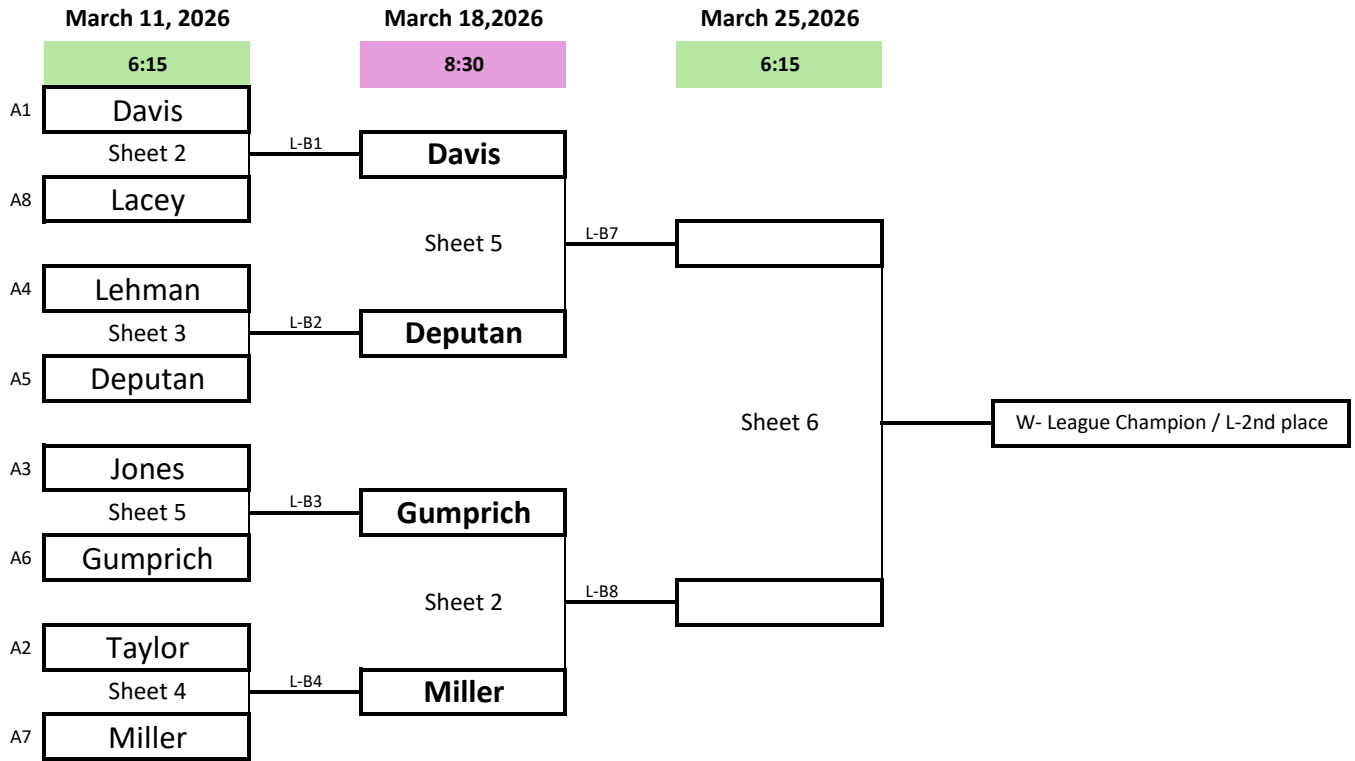 March 11, 2026 March 18,2026 March 25,2026
6:15 8:30 6:15
A1 Davis
Sheet 2 L-B1 Davis
A8 Lacey
Sheet 5 L-B7
A4 Lehman
Sheet 3 L-B2 Deputan
A5 Deputan
Sheet 6 W- League Champion / L-2nd place
A3 Jones
Sheet 5 L-B3 Gumprich
A6 Gumprich
Sheet 2 L-B8
A2 Taylor
Sheet 4 L-B4 Miller
A7 Miller